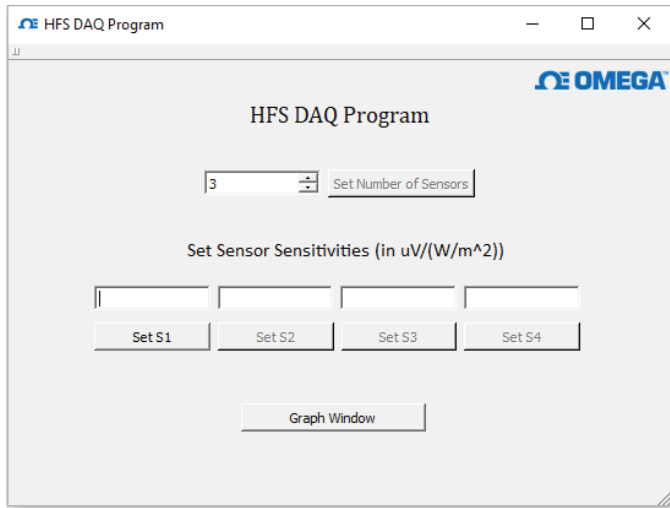 HFS DAQ Program
OMEGA™
HFS DAQ Program
3 Set Number of Sensors
Set Sensor Sensitivities (in uV/(W/m^2))
Set S1 Set S2 Set S3 Set S4
Graph Window